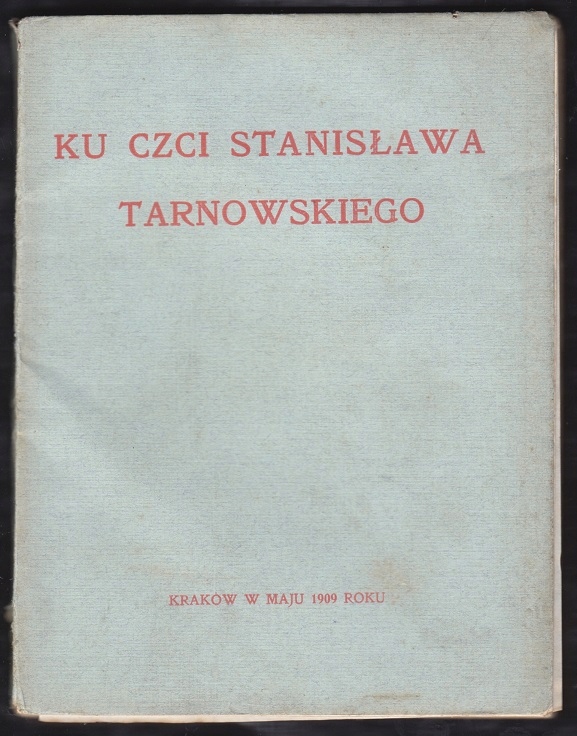 KU CZCI STANISŁAWA
TARNOWSKIEGO
KRAKÓW W MAJU 1909 ROKU